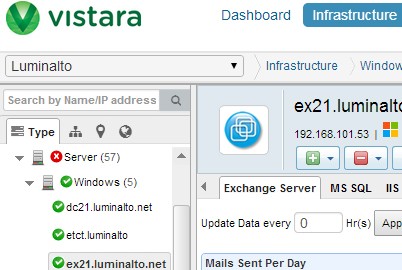 vistara
Dashboard
Infrastructure
Luminalto
Infrastructure
Window
Search by Name/IP address
Type
ex21.luminalto
192.168.101.53
Server (57)
Windows (5)
dc21.luminalto.net
etct.luminalto
ex21.luminalto.net
Exchange Server MS SQL IIS
Update Data every 0 Hr(s) App
Mails Sent Per Day